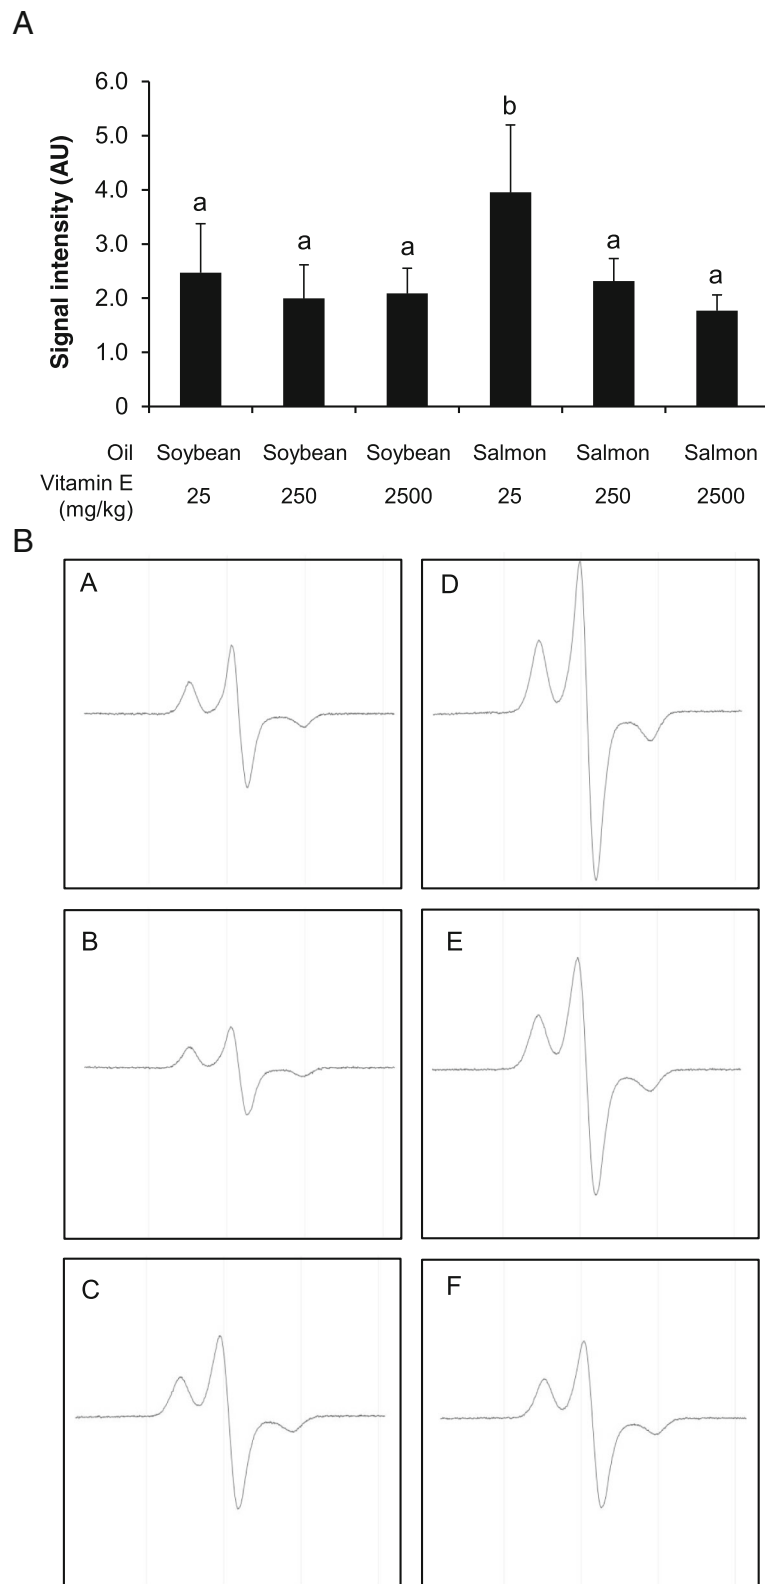 A
6.0
5.0
4.0
3.0
2.0
1.0
0
Signal intensity (AU)
a
a
a
b
a
a
Oil Soybean Soybean Soybean Salmon Salmon Salmon
Vitamin E
(mg/kg) 25 250 2500 25 250 2500
B
A
D
B
E
C
F